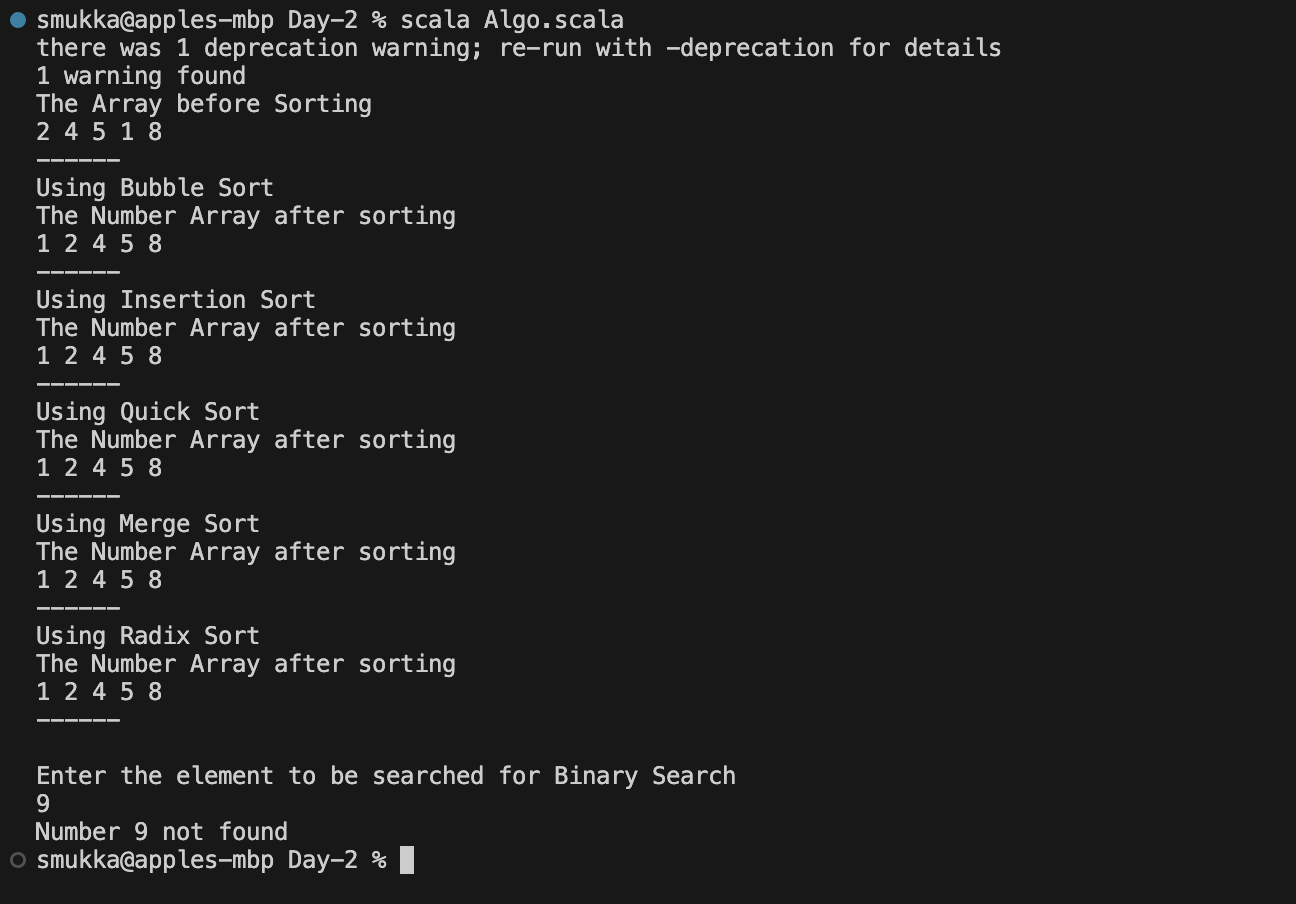 smukka@apples-mbp Day-2 % scala Algo.scala
there was 1 deprecation warning; re-run with -deprecation for details
1 warning found
The Array before Sorting
2 4 5 1 8
------
Using Bubble Sort
The Number Array after sorting
1 2 4 5 8
------
Using Insertion Sort
The Number Array after sorting
1 2 4 5 8
------
Using Quick Sort
The Number Array after sorting
1 2 4 5 8
------
Using Merge Sort
The Number Array after sorting
1 2 4 5 8
------
Using Radix Sort
The Number Array after sorting
1 2 4 5 8
------
Enter the element to be searched for Binary Search
9
Number 9 not found
smukka@apples-mbp Day-2 %